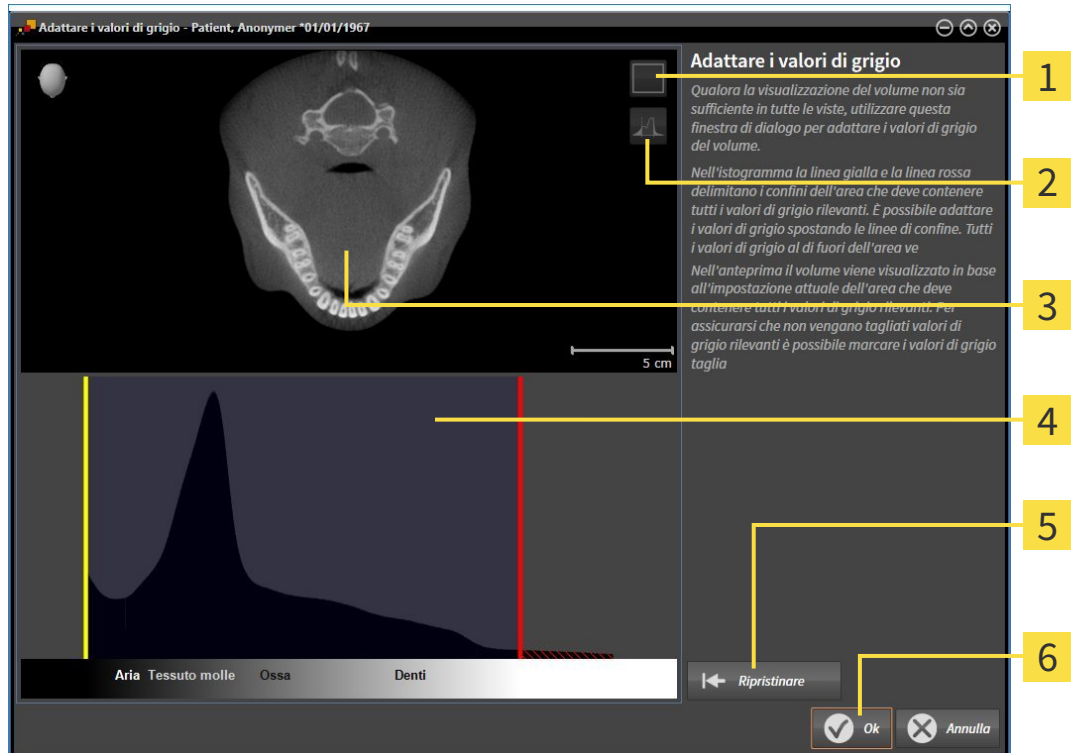 Adattare i valori di grigio - Patient, Anonymer *01/01/1967
5 cm
Aria
Tessuto molle
Ossa
Denti
Adattare i valori di grigio
Qualora la visualizzazione del volume non sia
sufficiente in tutte le viste, utilizzare questa
finestra di dialogo per adattare i valori di grigio
del volume.
Nell'istogramma la linea gialla e la linea rossa
delimitano i confini dell'area che deve contenere
tutti i valori di grigio rilevanti. È possibile adattare
i valori di grigio spostando le linee di confine. Tutti
i valori di grigio al di fuori dell'area ve
Nell'anteprima il volume viene visualizzato in base
all'impostazione attuale dell'area che deve
contenere tutti i valori di grigio rilevanti. Per
assicurarsi che non vengano tagliati valori di
grigio rilevanti è possibile marcare i valori di grigio
taglia
Ripristinare
Ok
Annulla
1
2
3
4
5
6